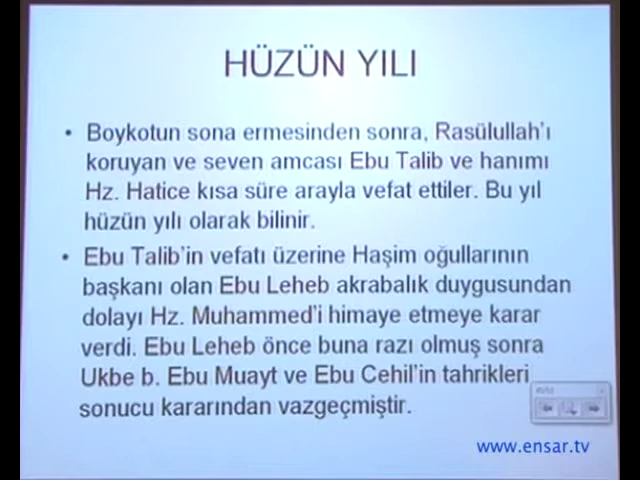 HÜZÜN YILI
• Boykotun sona ermesinden sonra, Rasülullah'ı
koruyan ve seven amcası Ebu Talib ve hanımı
Hz. Hatice kısa süre arayla vefat ettiler. Bu yıl
hüzün yılı olarak bilinir.
• Ebu Talib'in vefatı üzerine Haşim oğullarının
başkanı olan Ebu Leheb akrabalık duygusundan
dolayı Hz. Muhammed'i himaye etmeye karar
verdi. Ebu Leheb önce buna razı olmuş sonra
Ukbe b. Ebu Muayt ve Ebu Cehil'in tahrikleri
sonucu kararından vazgeçmiştir.
www.ensar.tv